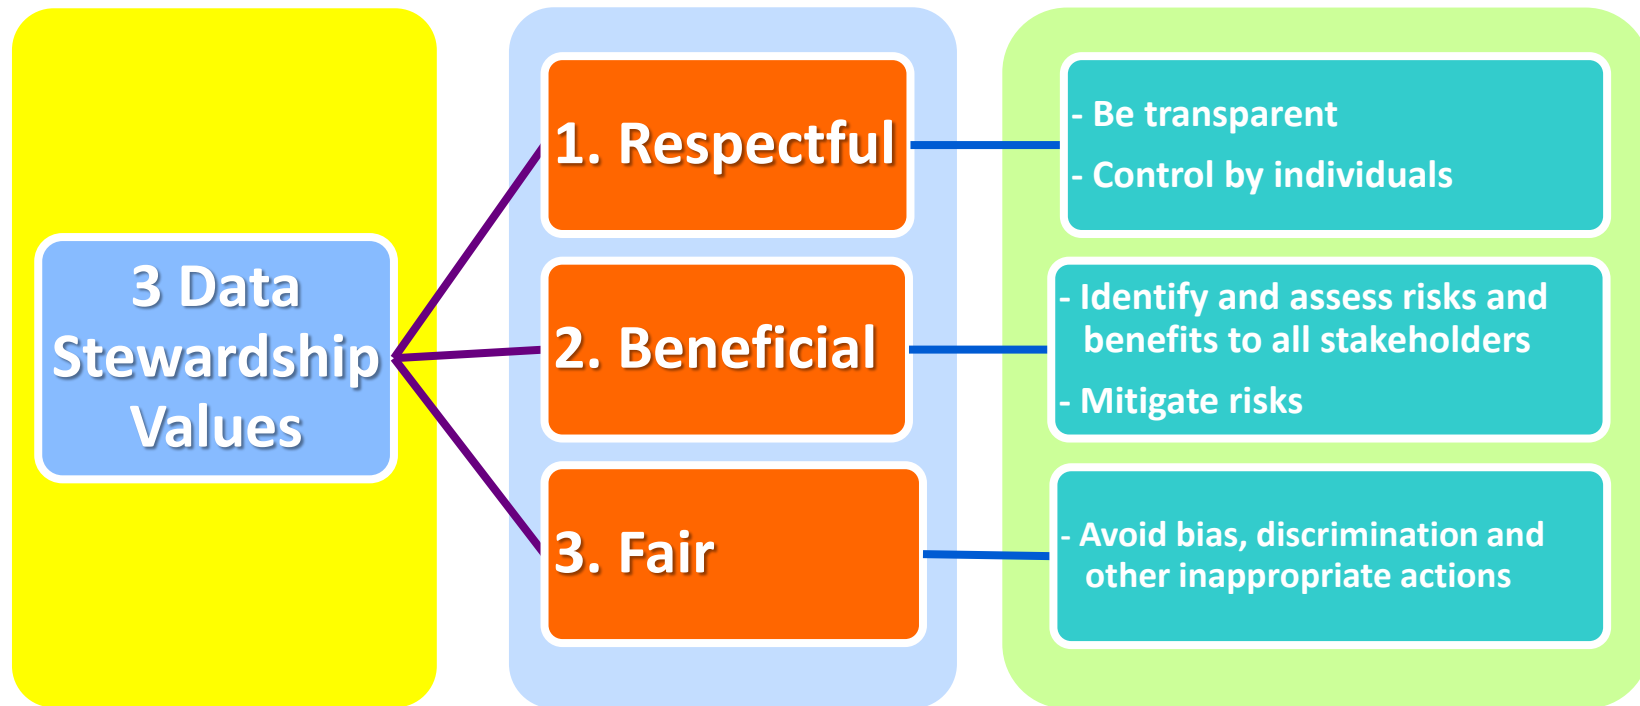 3 Data
Stewardship
Values
1. Respectful
- Be transparent
- Control by individuals
2. Beneficial
- Identify and assess risks and
benefits to all stakeholders
- Mitigate risks
3. Fair
- Avoid bias, discrimination and
other inappropriate actions